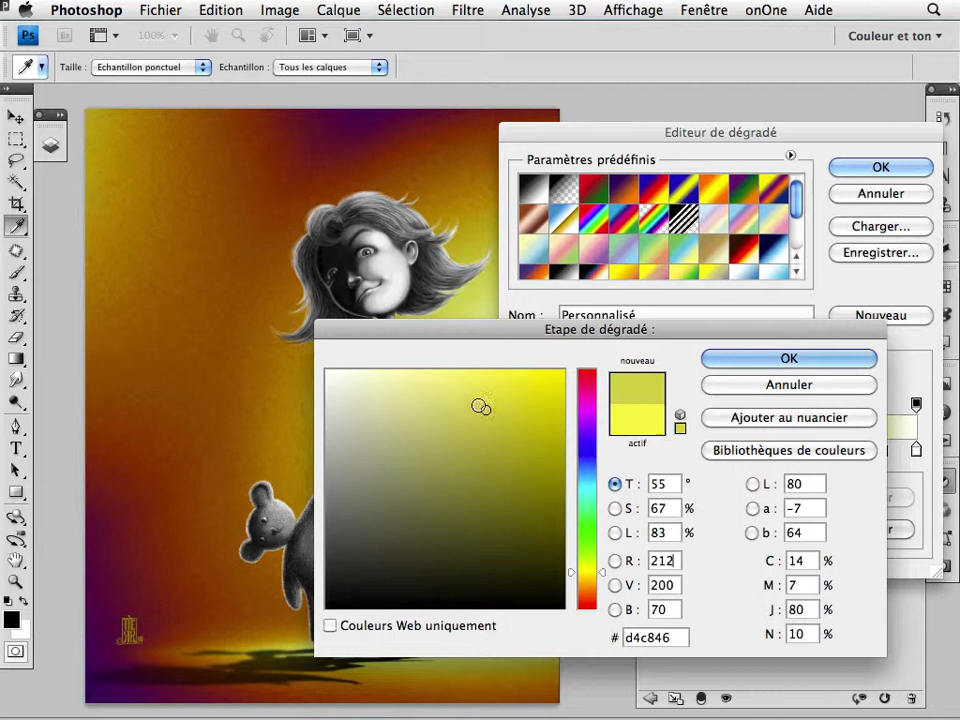 Photoshop Fichier Edition Image Calque Sélection Filtre Analyse 3D Affichage Fenêtre onOne Aide
Ps Br 100% Couleur et ton
Taille : Echantillon ponctuel Echantillon : Tous les calques
Editeur de dégradé
Paramètres prédéfinis
OK
Annuler
Charger...
Enregistrer...
Nom : Personnalisé
Nouveau
Etape de dégradé :
nouveau
actif
OK
Annuler
Ajouter au nuancier
Bibliothèques de couleurs
T : 55 ° L : 80
S : 67 % a : -7
L : 83 % b : 64
R : 212 C : 14 %
V : 200 M : 7 %
B : 70 J : 80 %
# d4c846 N : 10 %
Couleurs Web uniquement